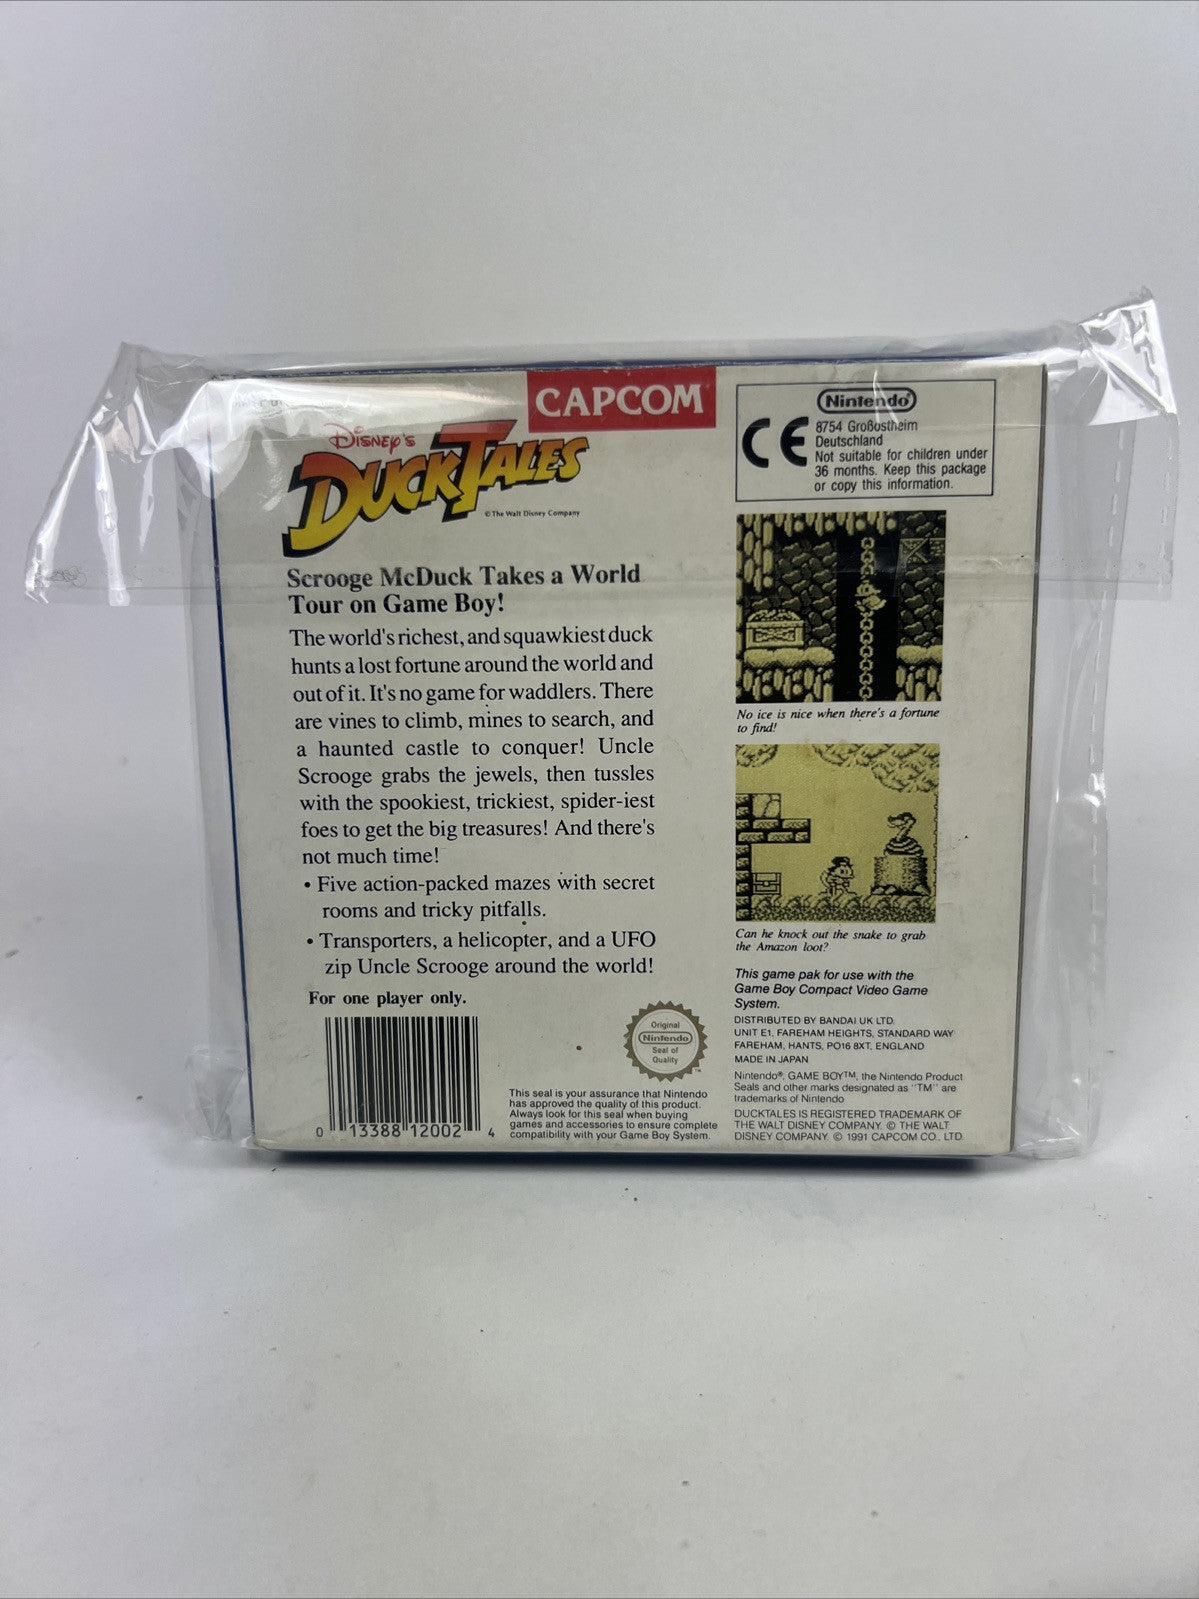 CAPCOM
DISNEY'S
DUCKTALES
© The Walt Disney Company
Scrooge McDuck Takes a World
Tour on Game Boy!
The world's richest, and squawkiest duck
hunts a lost fortune around the world and
out of it. It's no game for waddlers. There
are vines to climb, mines to search, and
a haunted castle to conquer! Uncle
Scrooge grabs the jewels, then tussles
with the spookiest, trickiest, spider-iest
foes to get the big treasures! And there's
not much time!
• Five action-packed mazes with secret
rooms and tricky pitfalls.
• Transporters, a helicopter, and a UFO
zip Uncle Scrooge around the world!
For one player only.
0 13388 12002 4
Original
Nintendo
Seal of
Quality
TM
This seal is your assurance that Nintendo
has approved the quality of this product.
Always look for this seal when buying
games and accessories to ensure complete
compatibility with your Game Boy System.
Nintendo
CE
8754 Großostheim
Deutschland
Not suitable for children under
36 months. Keep this package
or copy this information.
No ice is nice when there's a fortune
to find!
Can he knock out the snake to grab
the Amazon loot?
This game pak for use with the
Game Boy Compact Video Game
System.
DISTRIBUTED BY BANDAI UK LTD.
UNIT E1, FAREHAM HEIGHTS, STANDARD WAY
FAREHAM, HANTS, PO16 8XT, ENGLAND
MADE IN JAPAN
Nintendo®, GAME BOY™, the Nintendo Product
Seals and other marks designated as "TM" are
trademarks of Nintendo
DUCKTALES IS REGISTERED TRADEMARK OF
THE WALT DISNEY COMPANY. © THE WALT
DISNEY COMPANY. © 1991 CAPCOM CO., LTD.